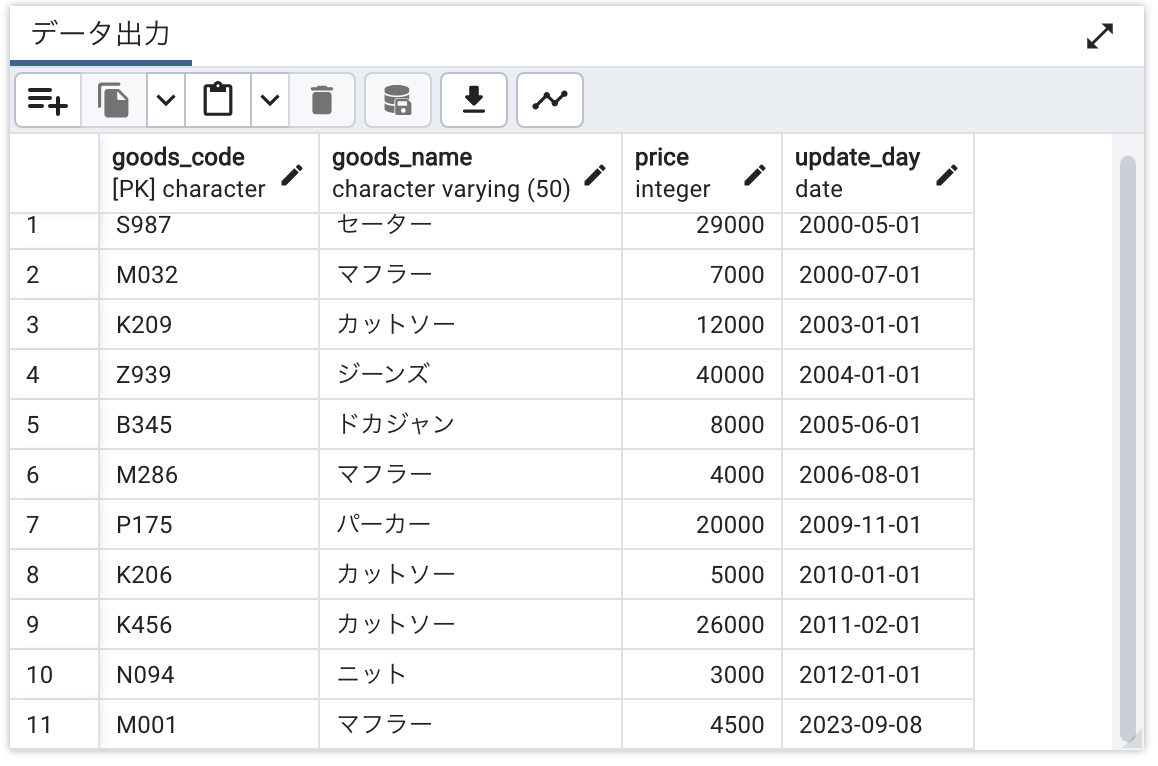 データ出力
goods_code goods_name price update_day
[PK] character character varying (50) integer date
1 S987 セーター 29000 2000-05-01
2 M032 マフラー 7000 2000-07-01
3 K209 カットソー 12000 2003-01-01
4 Z939 ジーンズ 40000 2004-01-01
5 B345 ドカジャン 8000 2005-06-01
6 M286 マフラー 4000 2006-08-01
7 P175 パーカー 20000 2009-11-01
8 K206 カットソー 5000 2010-01-01
9 K456 カットソー 26000 2011-02-01
10 N094 ニット 3000 2012-01-01
11 M001 マフラー 4500 2023-09-08